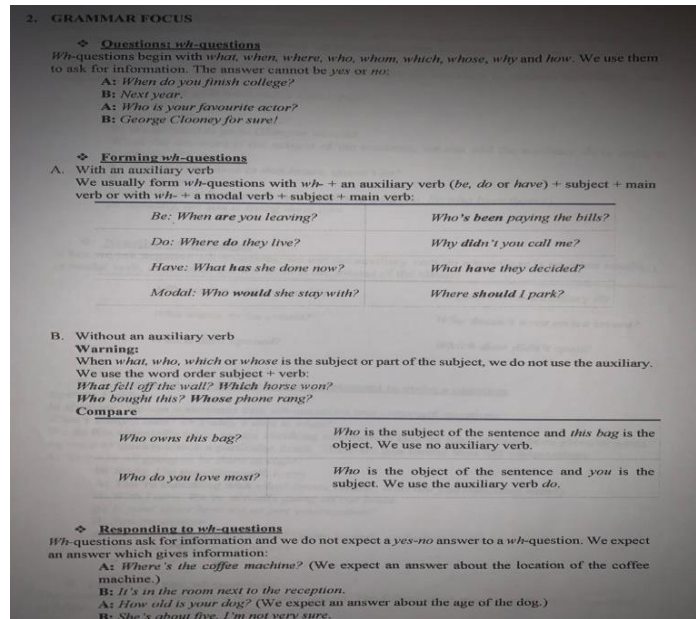 2. GRAMMAR FOCUS
❖ Questions: wh-questions
Wh-questions begin with what, when, where, who, whom, which, whose, why and how. We use them
to ask for information. The answer cannot be yes or no:
A: When do you finish college?
B: Next year.
A: Who is your favourite actor?
B: George Clooney for sure!
❖ Forming wh-questions
A. With an auxiliary verb
We usually form wh-questions with wh- + an auxiliary verb (be, do or have) + subject + main
verb or with wh- + a modal verb + subject + main verb:
Be: When are you leaving? Who's been paying the bills?
Do: Where do they live? Why didn't you call me?
Have: What has she done now? What have they decided?
Modal: Who would she stay with? Where should I park?
B. Without an auxiliary verb
Warning:
When what, who, which or whose is the subject or part of the subject, we do not use the auxiliary.
We use the word order subject + verb:
What fell off the wall? Which horse won?
Who bought this? Whose phone rang?
Compare
Who owns this bag?
Who is the subject of the sentence and this bag is the
object. We use no auxiliary verb.
Who do you love most?
Who is the object of the sentence and you is the
subject. We use the auxiliary verb do.
❖ Responding to wh-questions
Wh-questions ask for information and we do not expect a yes-no answer to a wh-question. We expect
an answer which gives information:
A: Where's the coffee machine? (We expect an answer about the location of the coffee
machine.)
B: It's in the room next to the reception.
A: How old is your dog? (We expect an answer about the age of the dog.)
B: She's about five. I'm not very sure.